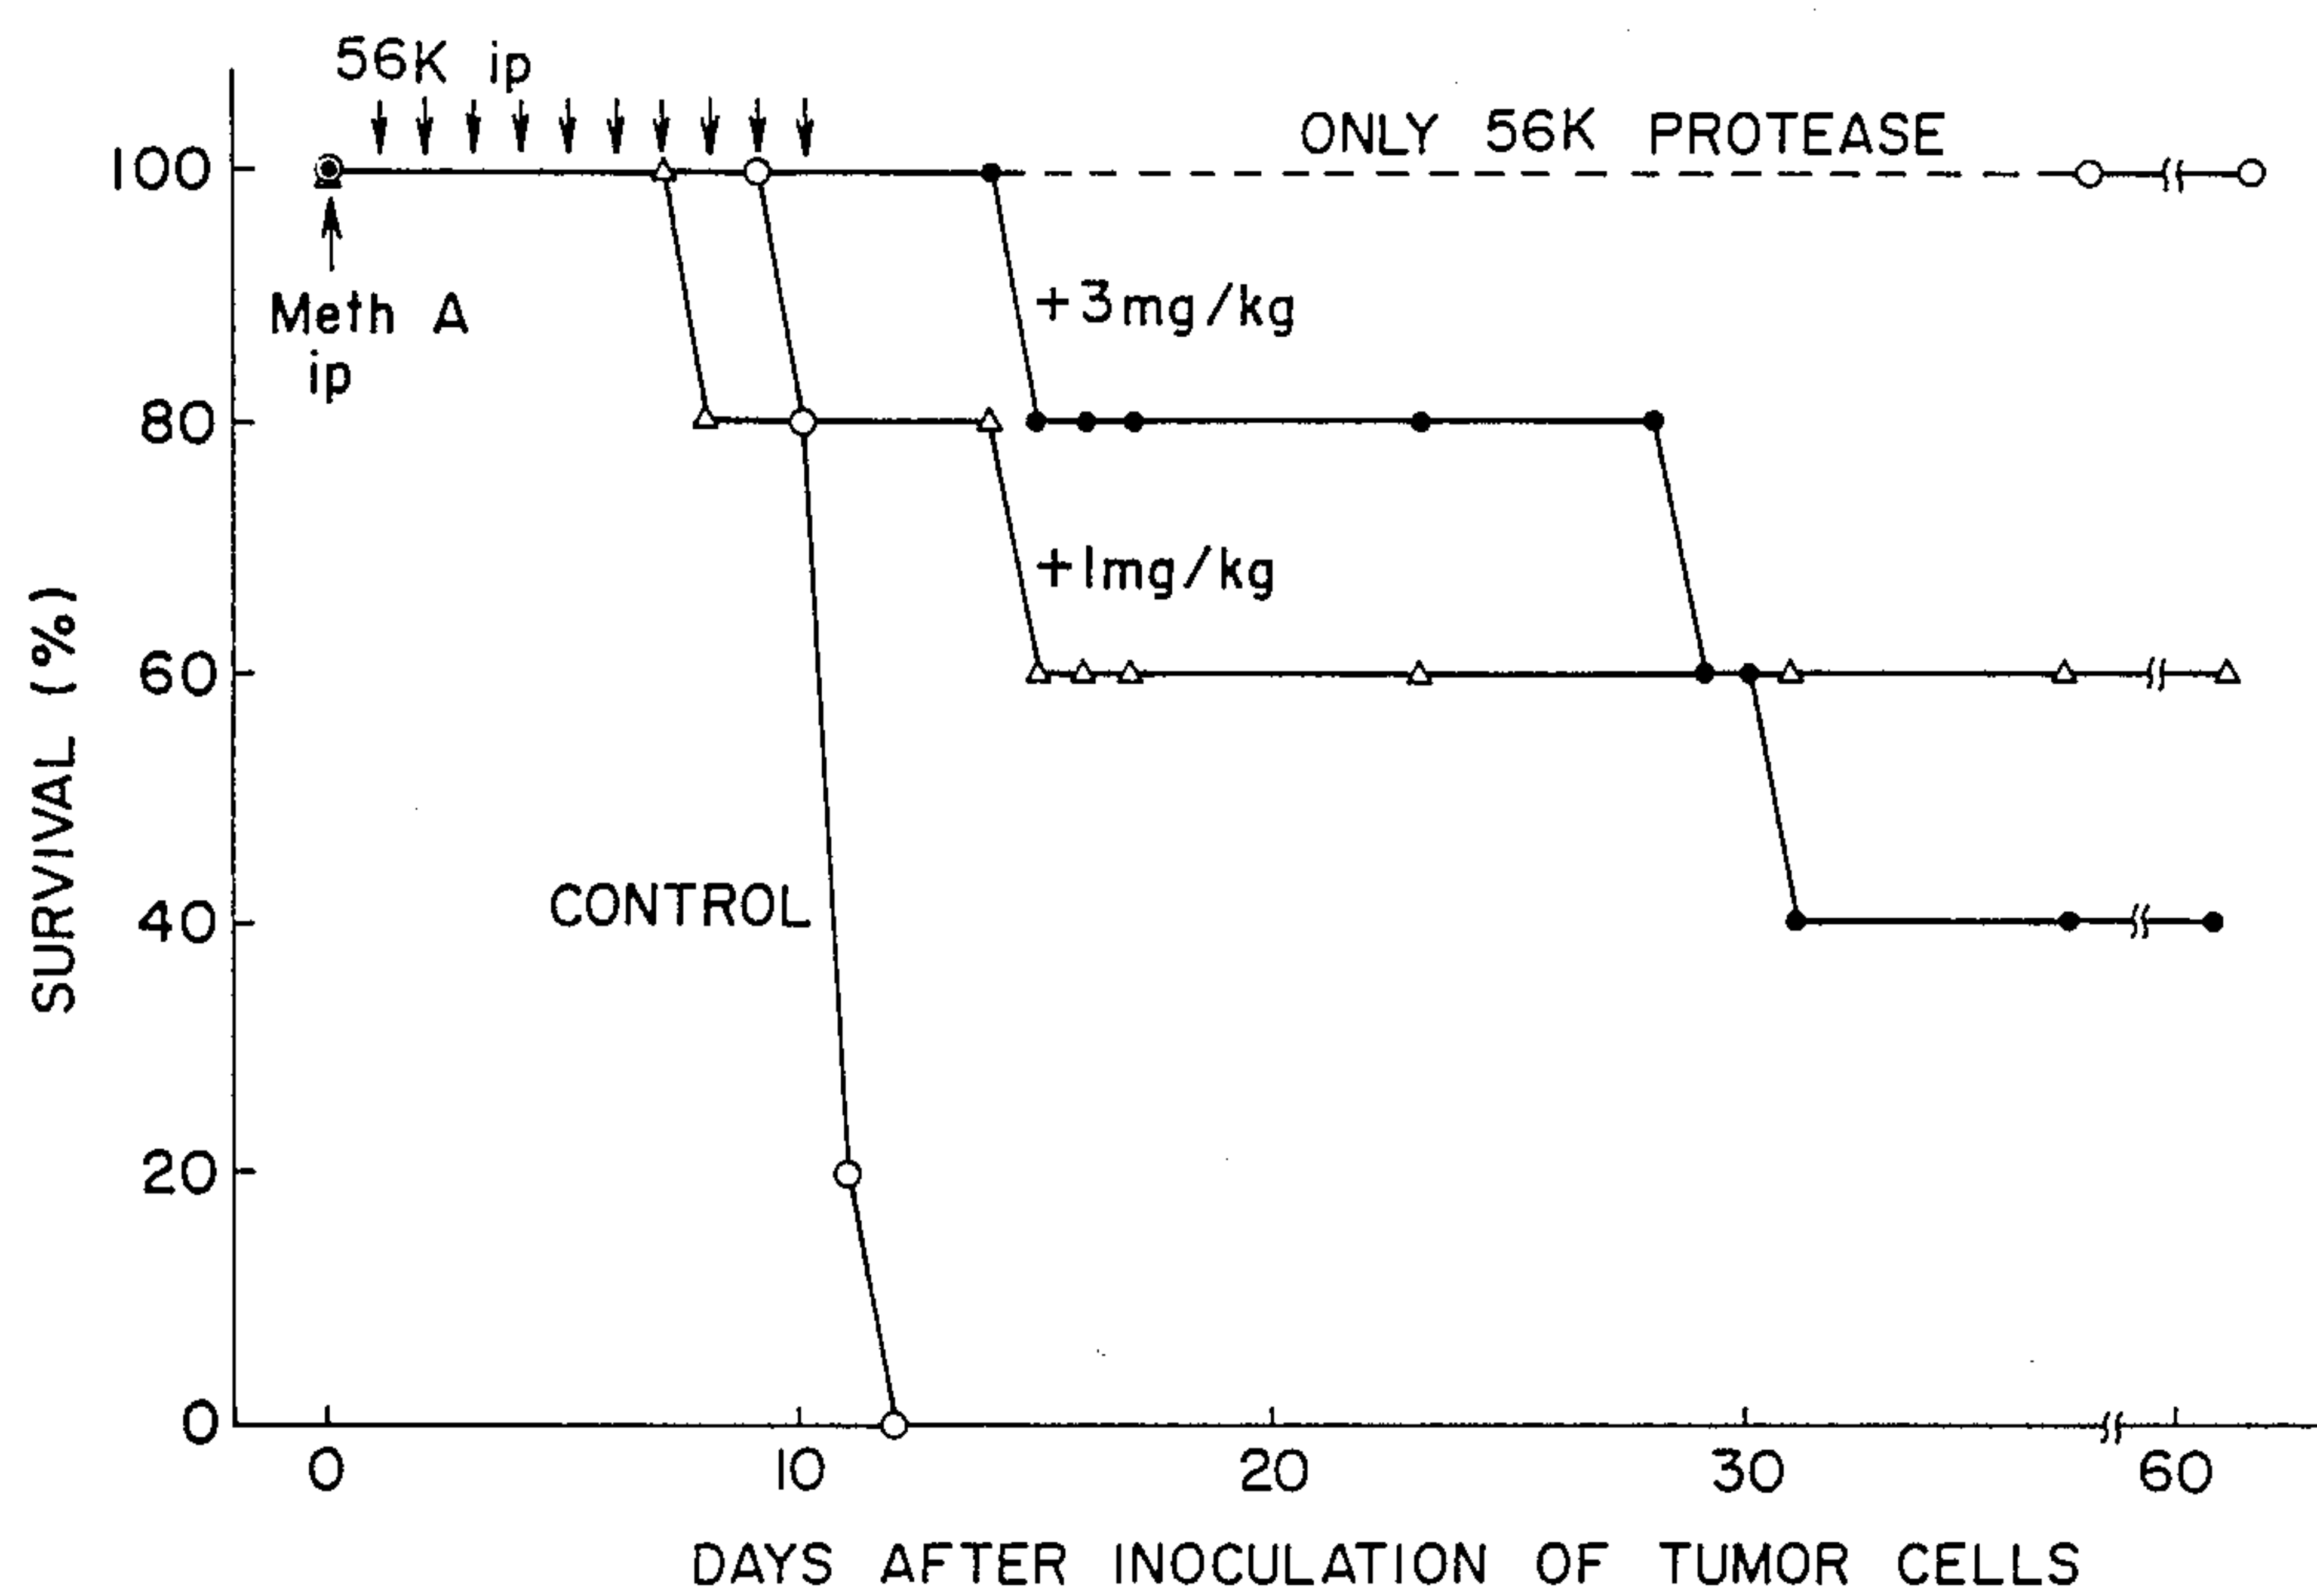 56K ip
ONLY 56K PROTEASE
100
Meth A
ip
+3mg/kg
80
+1mg/kg
60
SURVIVAL (%)
CONTROL
40
20
0
0 10 20 30 60
DAYS AFTER INOCULATION OF TUMOR CELLS